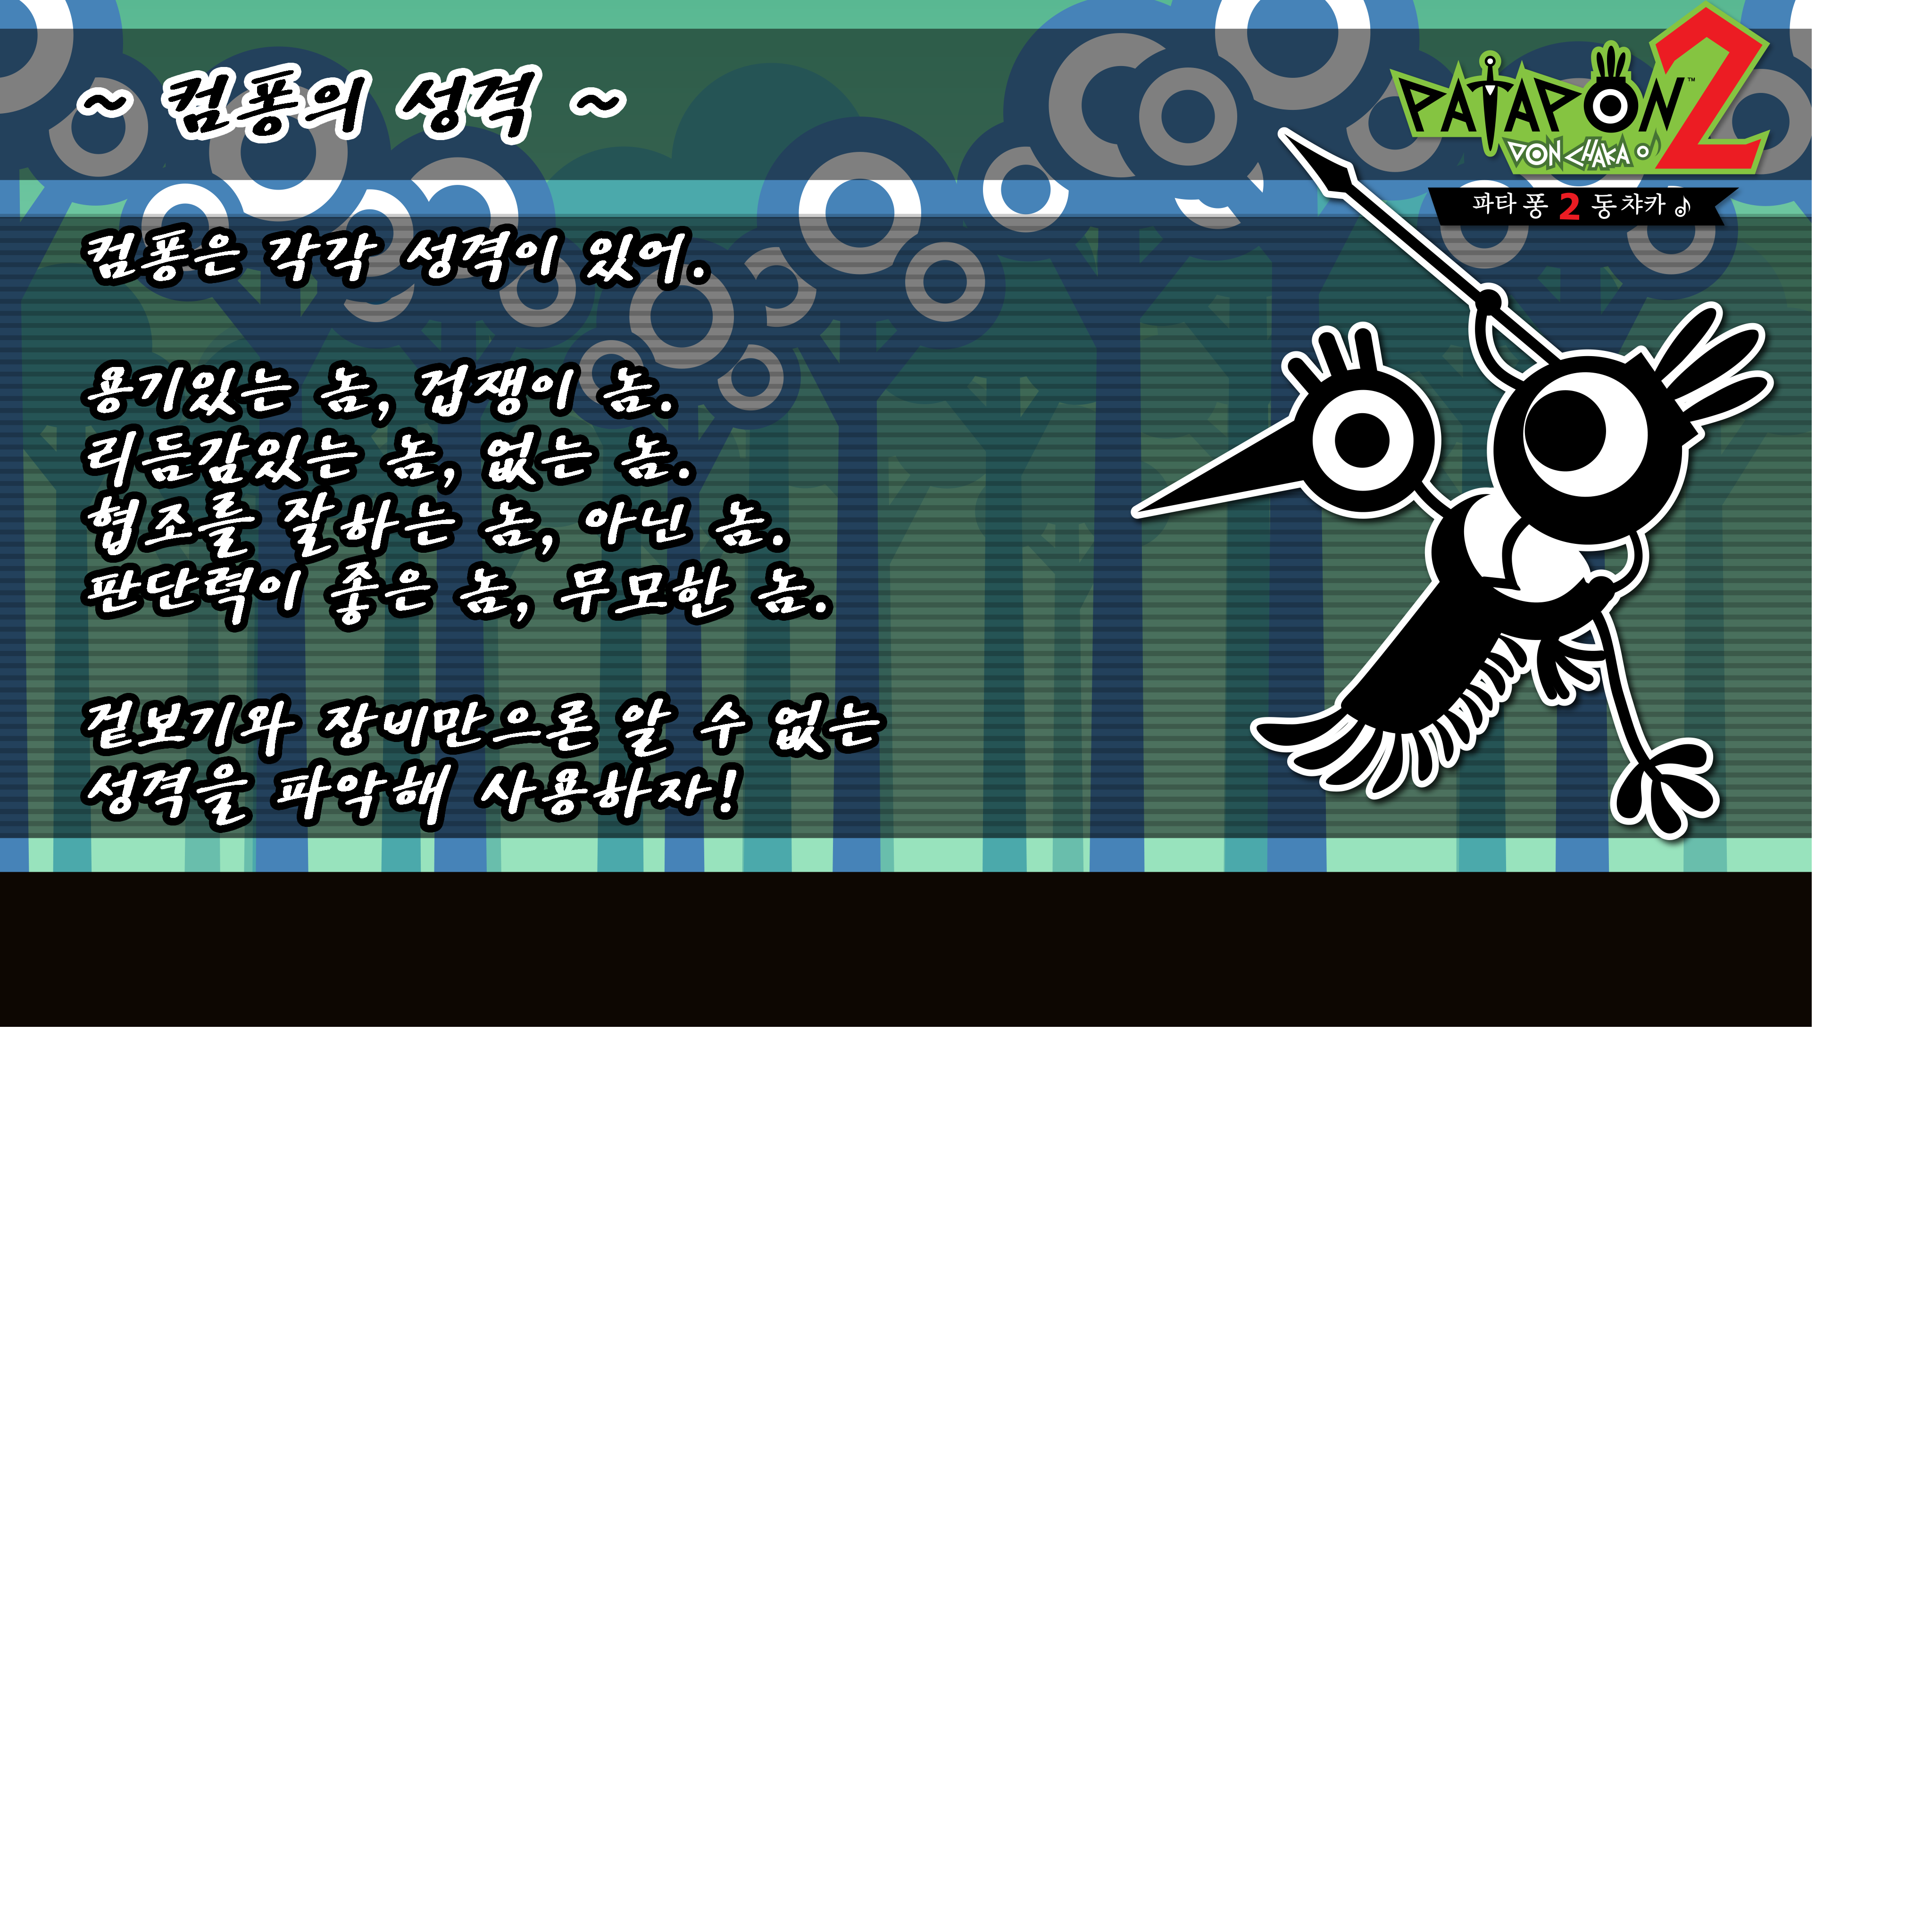 ~ 컴퐁의 성격 ~
PATAPON 2 ™
DON CHAKA ♪
파타퐁 2 동챠카 ♪
컴퐁은 각각 성격이 있어.
용기있는 놈, 겁쟁이 놈.
리듬감있는 놈, 없는 놈.
협조를 잘하는 놈, 아닌 놈.
판단력이 좋은 놈, 무모한 놈.
겉보기와 장비만으론 알 수 없는
성격을 파악해 사용하자!